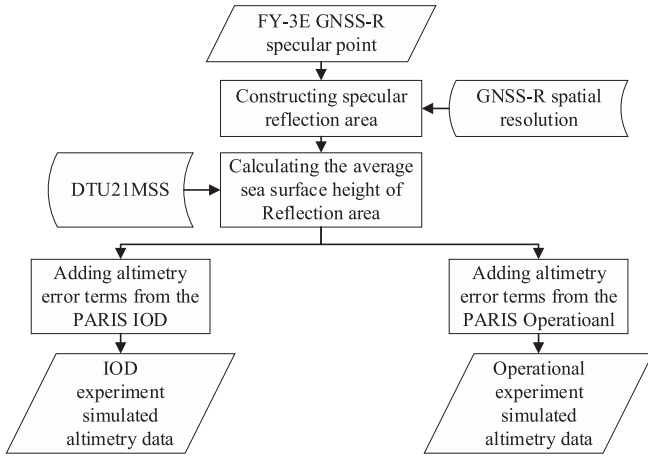 FY-3E GNSS-R
specular point
Constructing specular
reflection area
GNSS-R spatial
resolution
DTU21MSS
Calculating the average
sea surface height of
Reflection area
Adding altimetry
error terms from the
PARIS IOD
Adding altimetry
error terms from the
PARIS Operatioanl
IOD
experiment
simulated
altimetry data
Operational
experiment
simulated
altimetry data